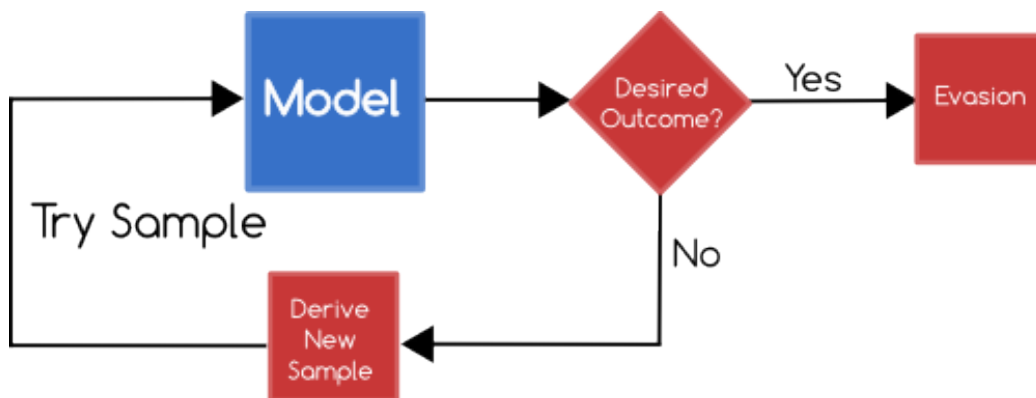 Model
Desired
Outcome?
Yes
Evasion
Try Sample
No
Derive
New
Sample